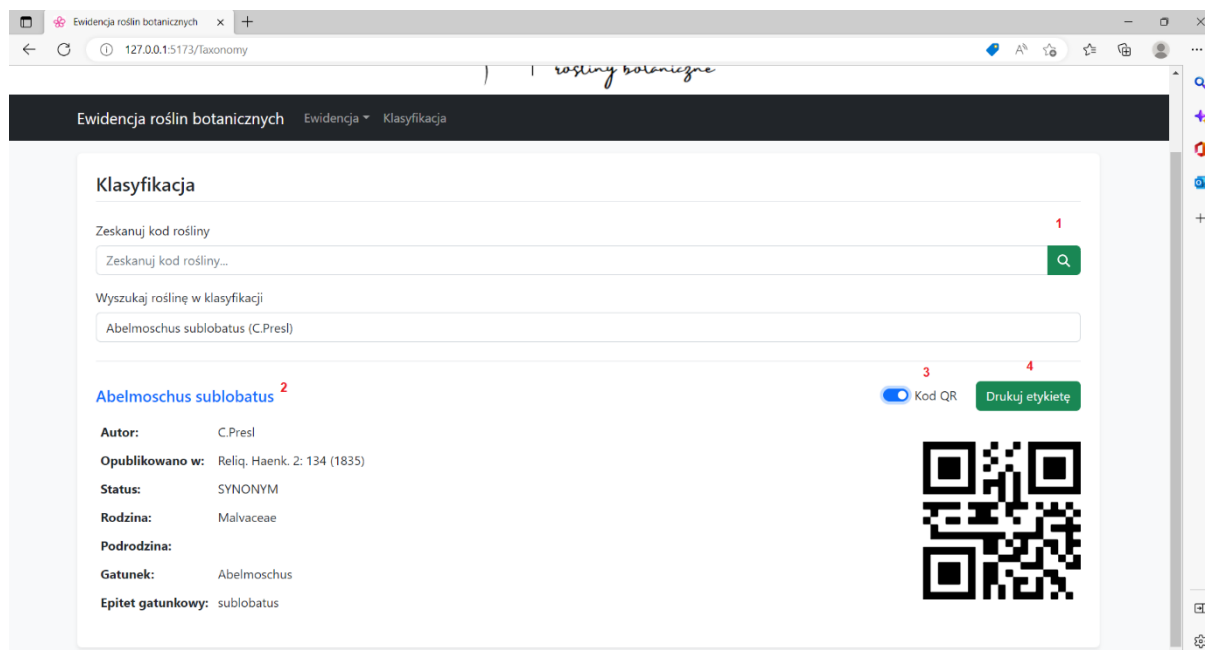 Ewidencja roślin botanicznych
127.0.0.1:5173/Taxonomy
rośliny botaniczne
Ewidencja roślin botanicznych Ewidencja Klasyfikacja
Klasyfikacja
1
Zeskanuj kod rośliny
Zeskanuj kod rośliny...
Wyszukaj roślinę w klasyfikacji
Abelmoschus sublobatus (C.Presl)
3 4
Abelmoschus sublobatus 2 Kod QR Drukuj etykietę
Autor: C.Presl
Opublikowano w: Reliq. Haenk. 2: 134 (1835)
Status: SYNONYM
Rodzina: Malvaceae
Podrodzina:
Gatunek: Abelmoschus
Epitet gatunkowy: sublobatus